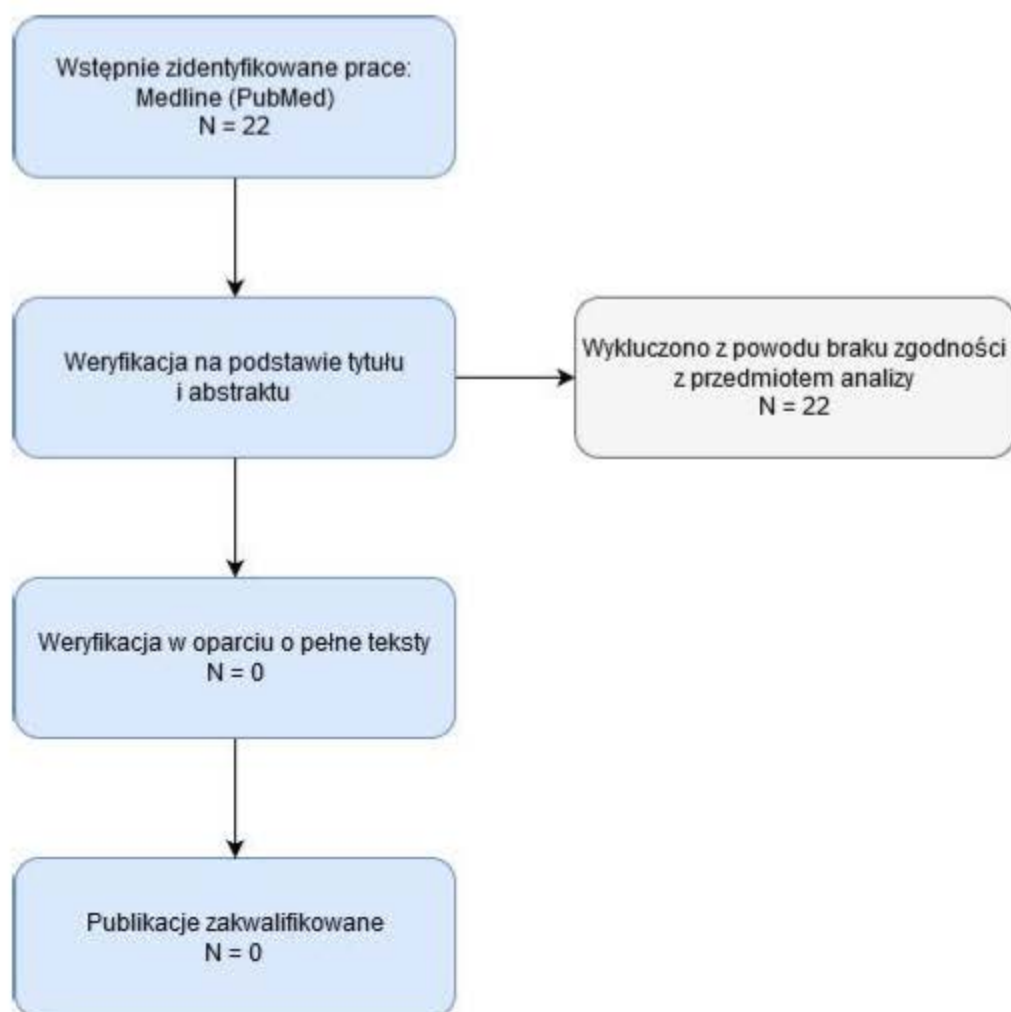 Wstępnie zidentyfikowane prace:
Medline (PubMed)
N = 22
Weryfikacja na podstawie tytułu
i abstraktu
Wykluczono z powodu braku zgodności
z przedmiotem analizy
N = 22
Weryfikacja w oparciu o pełne teksty
N = 0
Publikacje zakwalifikowane
N = 0